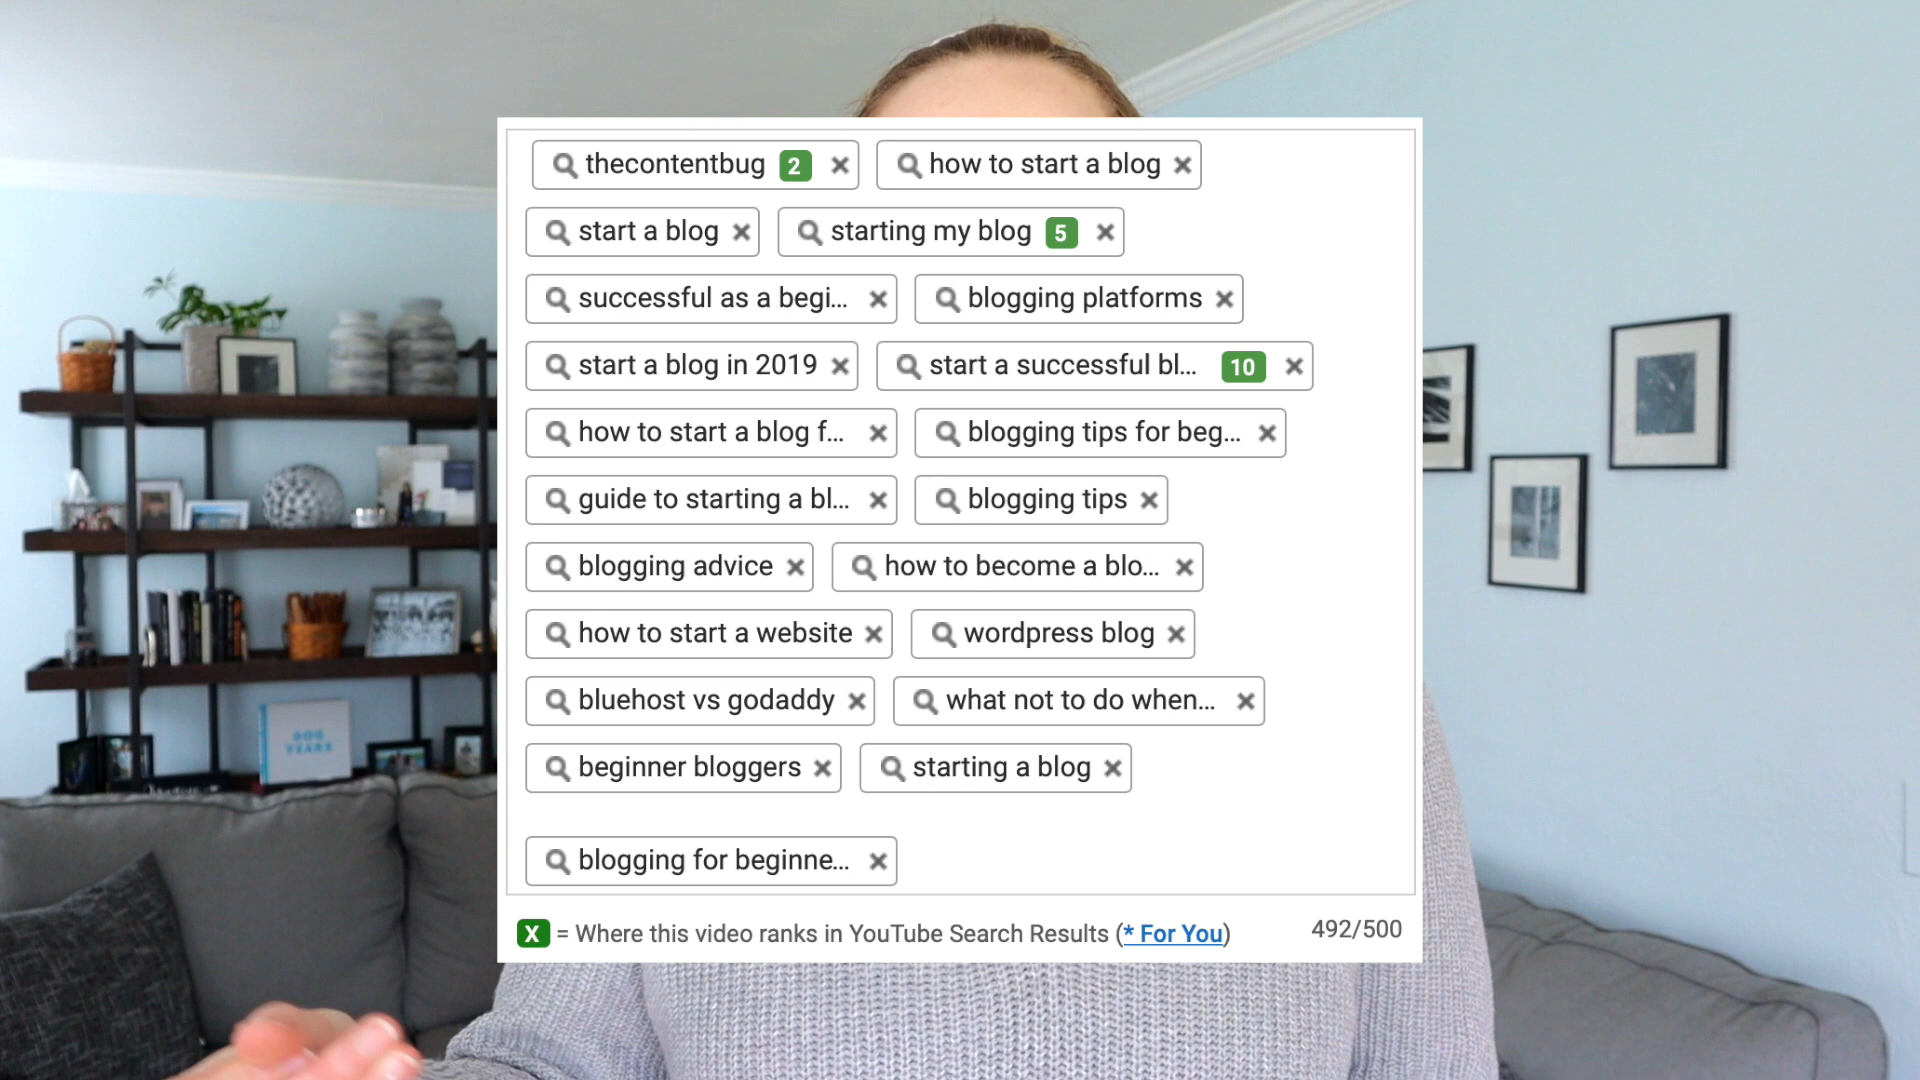 thecontentbug 2 × how to start a blog ×
start a blog × starting my blog 5 ×
successful as a begi... × blogging platforms ×
start a blog in 2019 × start a successful bl... 10 ×
how to start a blog f... × blogging tips for beg... ×
guide to starting a bl... × blogging tips ×
blogging advice × how to become a blo... ×
how to start a website × wordpress blog ×
bluehost vs godaddy × what not to do when... ×
beginner bloggers × starting a blog ×
blogging for beginne... ×
X = Where this video ranks in YouTube Search Results (* For You) 492/500
DOG
YEARS